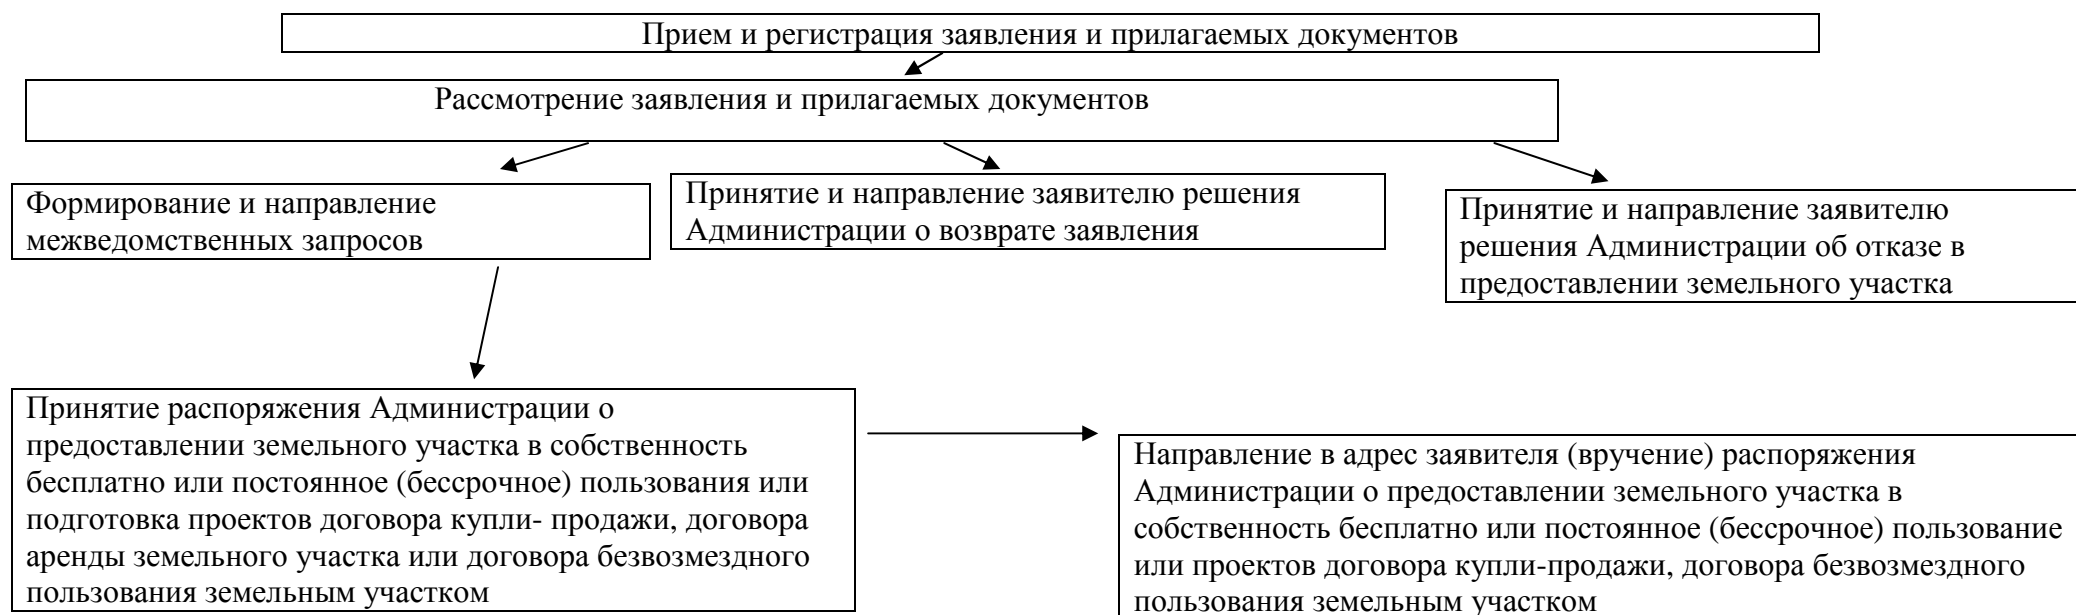 Прием и регистрация заявления и прилагаемых документов
Рассмотрение заявления и прилагаемых документов
Формирование и направление
межведомственных запросов
Принятие и направление заявителю решения
Администрации о возврате заявления
Принятие и направление заявителю
решения Администрации об отказе в
предоставлении земельного участка
Принятие распоряжения Администрации о
предоставлении земельного участка в собственность
бесплатно или постоянное (бессрочное) пользования или
подготовка проектов договора купли- продажи, договора
аренды земельного участка или договора безвозмездного
пользования земельным участком
Направление в адрес заявителя (вручение) распоряжения
Администрации о предоставлении земельного участка в
собственность бесплатно или постоянное (бессрочное) пользование
или проектов договора купли-продажи, договора безвозмездного
пользования земельным участком